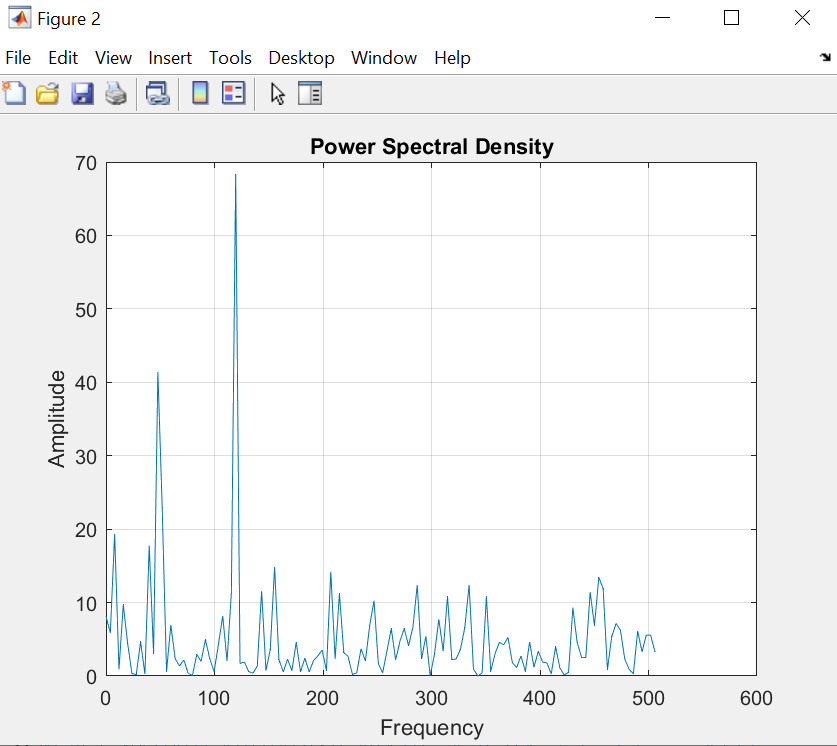 Figure 2
File Edit View Insert Tools Desktop Window Help
Power Spectral Density
70
60
50
40
30
20
10
0
Amplitude
0 100 200 300 400 500 600
Frequency